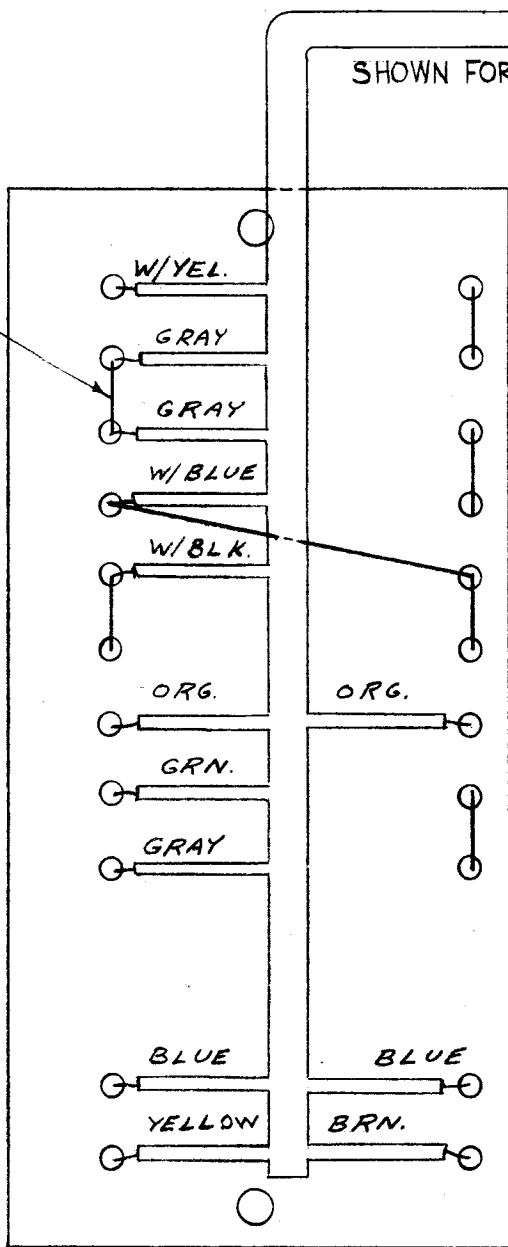 SHOWN FOR
W/YEL.
GRAY
GRAY
W/BLUE
W/BLK.
ORG. ORG.
GRN.
GRAY
BLUE BLUE
YELLOW BRN.